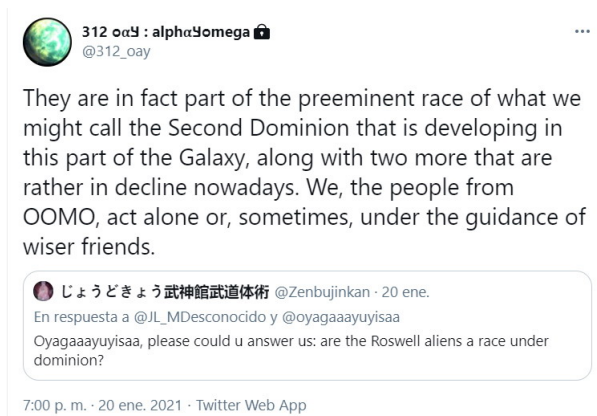 312 oαყ : alphαყomega
@312_oay
They are in fact part of the preeminent race of what we
might call the Second Dominion that is developing in
this part of the Galaxy, along with two more that are
rather in decline nowadays. We, the people from
OOMO, act alone or, sometimes, under the guidance of
wiser friends.
じょうどきょう武神館武道体術 @Zenbujinkan · 20 ene.
En respuesta a @JL_MDesconocido y @oyagaaayuyisaa
Oyagaaayuyisaa, please could u answer us: are the Roswell aliens a race under
dominion?
7:00 p. m. · 20 ene. 2021 · Twitter Web App